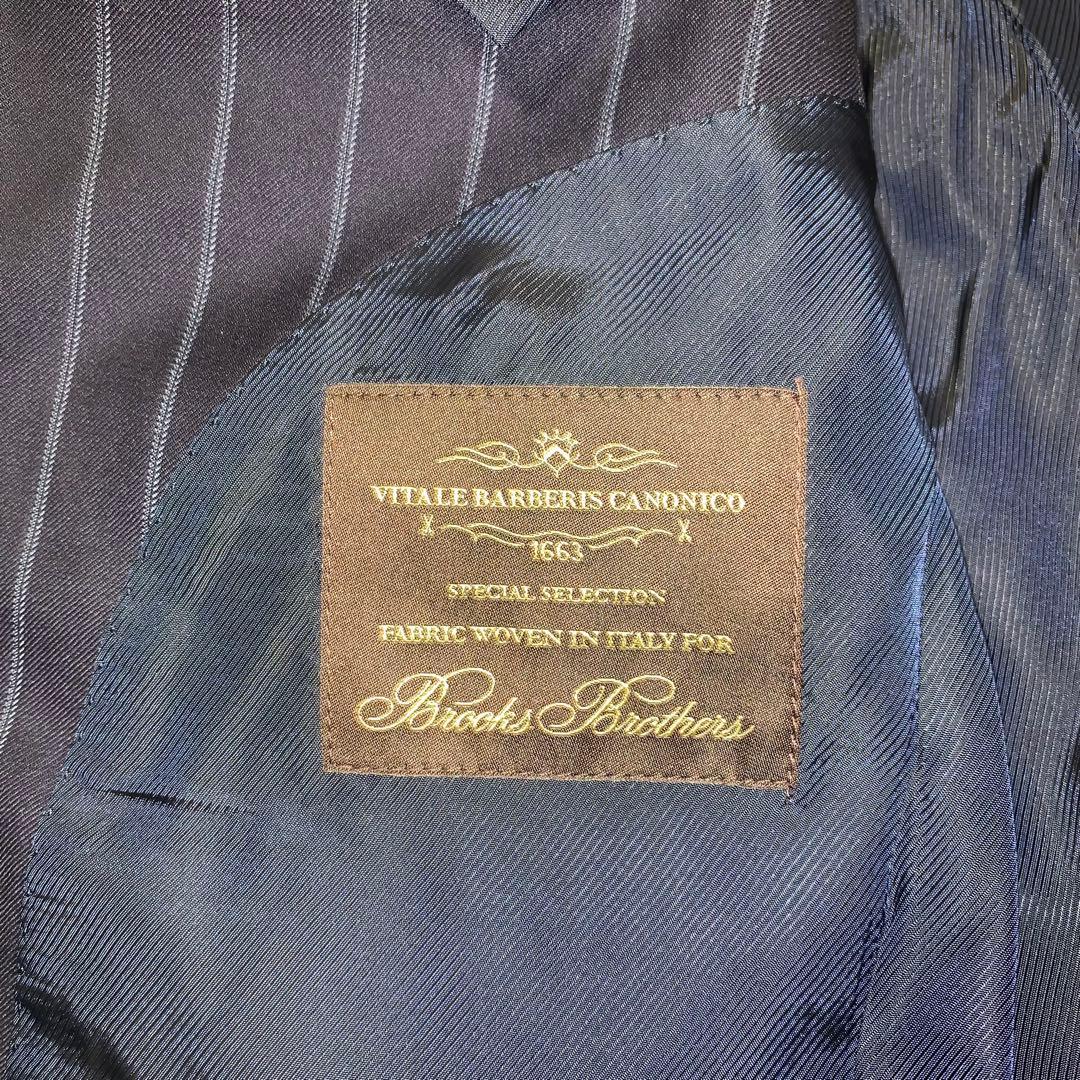 VITALE BARBERIS CANONICO
1663
SPECIAL SELECTION
FABRIC WOVEN IN ITALY FOR
Brooks Brothers